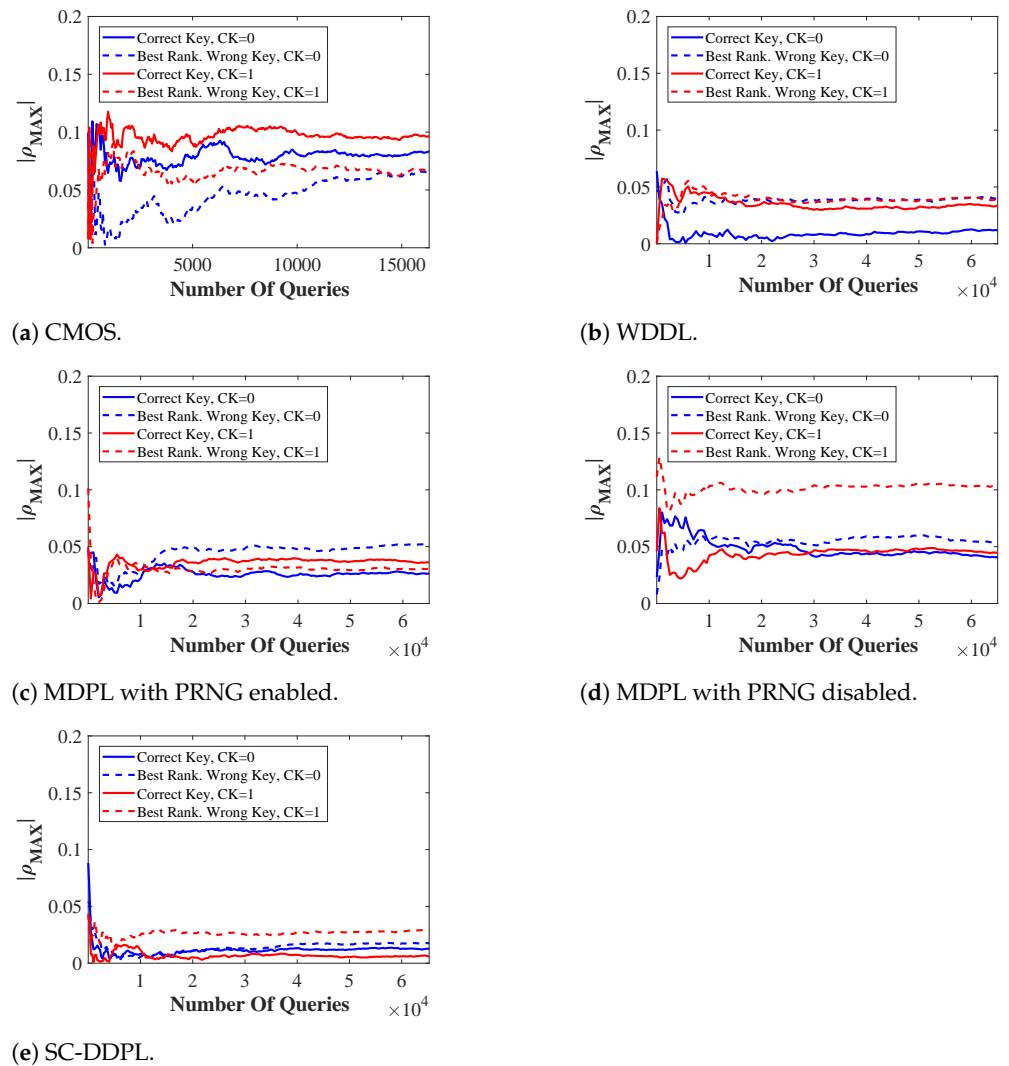 0.2
0.15
0.1
0.05
0
|ρMAX|
Correct Key, CK=0
Best Rank. Wrong Key, CK=0
Correct Key, CK=1
Best Rank. Wrong Key, CK=1
5000 10000 15000
Number Of Queries
(a) CMOS.
0.2
0.15
0.1
0.05
0
|ρMAX|
Correct Key, CK=0
Best Rank. Wrong Key, CK=0
Correct Key, CK=1
Best Rank. Wrong Key, CK=1
1 2 3 4 5 6
Number Of Queries ×10^4
(b) WDDL.
0.2
0.15
0.1
0.05
0
|ρMAX|
Correct Key, CK=0
Best Rank. Wrong Key, CK=0
Correct Key, CK=1
Best Rank. Wrong Key, CK=1
1 2 3 4 5 6
Number Of Queries ×10^4
(c) MDPL with PRNG enabled.
0.2
0.15
0.1
0.05
0
|ρMAX|
Correct Key, CK=0
Best Rank. Wrong Key, CK=0
Correct Key, CK=1
Best Rank. Wrong Key, CK=1
1 2 3 4 5 6
Number Of Queries ×10^4
(d) MDPL with PRNG disabled.
0.2
0.15
0.1
0.05
0
|ρMAX|
Correct Key, CK=0
Best Rank. Wrong Key, CK=0
Correct Key, CK=1
Best Rank. Wrong Key, CK=1
1 2 3 4 5 6
Number Of Queries ×10^4
(e) SC-DDPL.